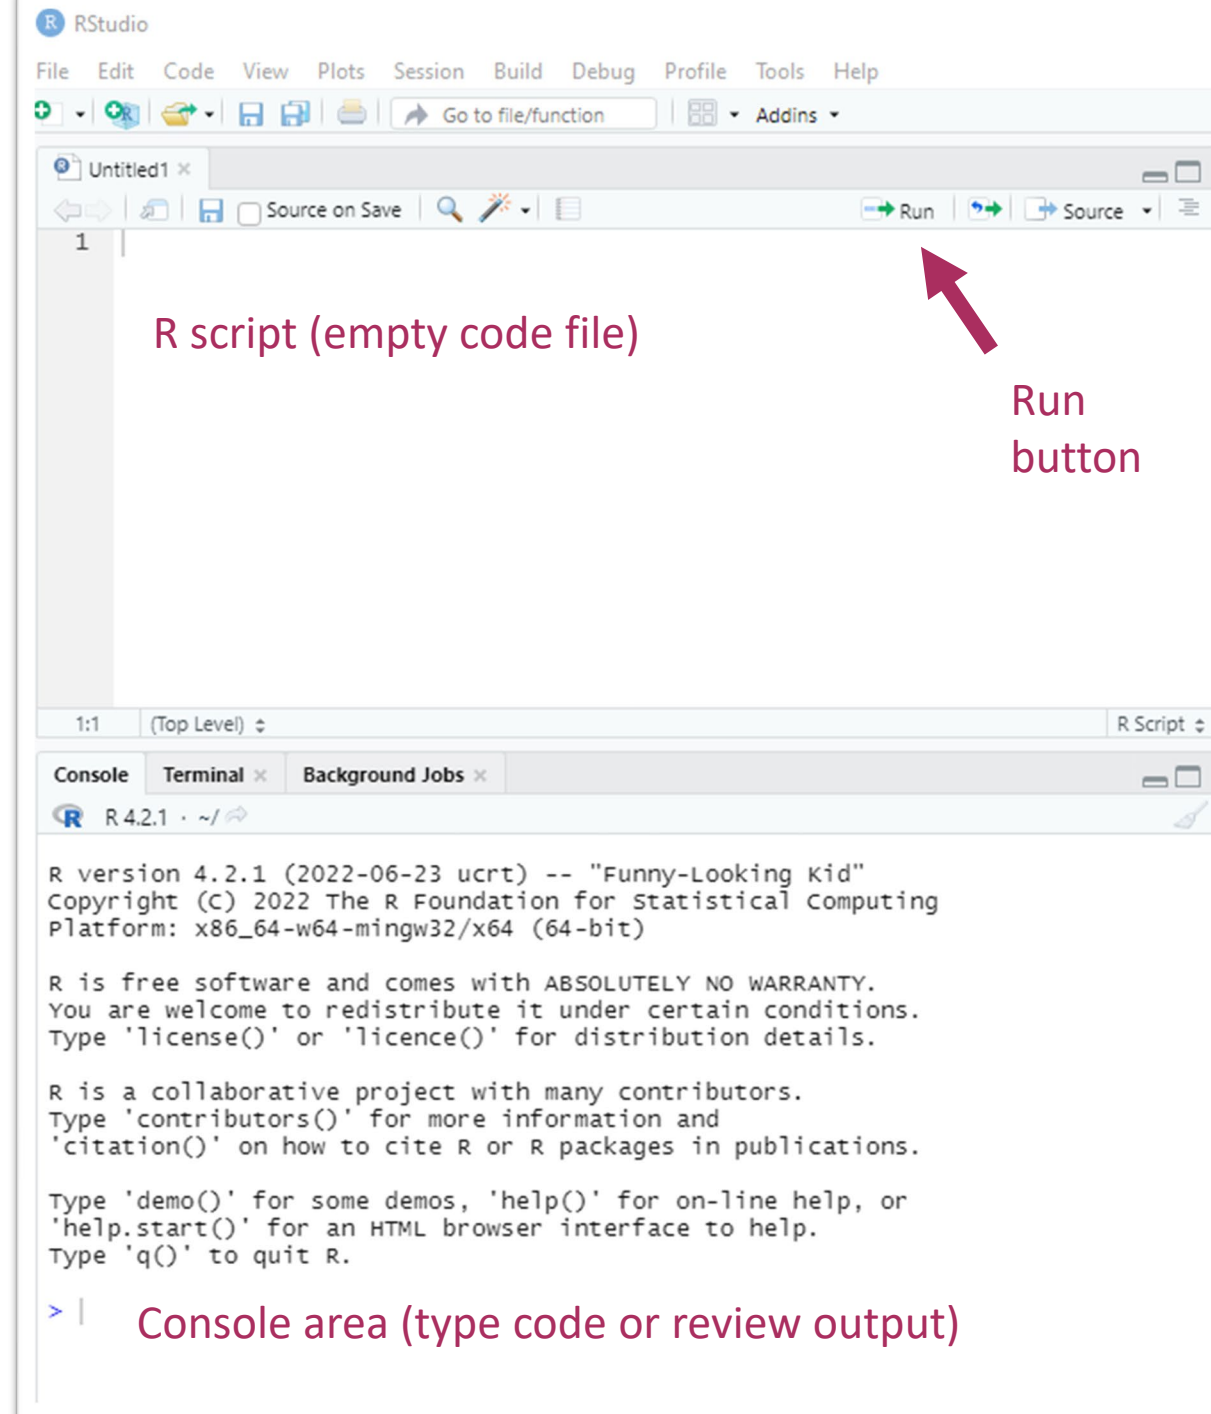 RStudio
File Edit Code View Plots Session Build Debug Profile Tools Help
Go to file/function Addins
Untitled1
Source on Save Run Source
1
R script (empty code file)
Run
button
1:1 (Top Level) R Script
Console Terminal Background Jobs
R 4.2.1 · ~/
R version 4.2.1 (2022-06-23 ucrt) -- "Funny-Looking Kid"
Copyright (C) 2022 The R Foundation for Statistical Computing
Platform: x86_64-w64-mingw32/x64 (64-bit)
R is free software and comes with ABSOLUTELY NO WARRANTY.
You are welcome to redistribute it under certain conditions.
Type 'license()' or 'licence()' for distribution details.
R is a collaborative project with many contributors.
Type 'contributors()' for more information and
'citation()' on how to cite R or R packages in publications.
Type 'demo()' for some demos, 'help()' for on-line help, or
'help.start()' for an HTML browser interface to help.
Type 'q()' to quit R.
>
Console area (type code or review output)